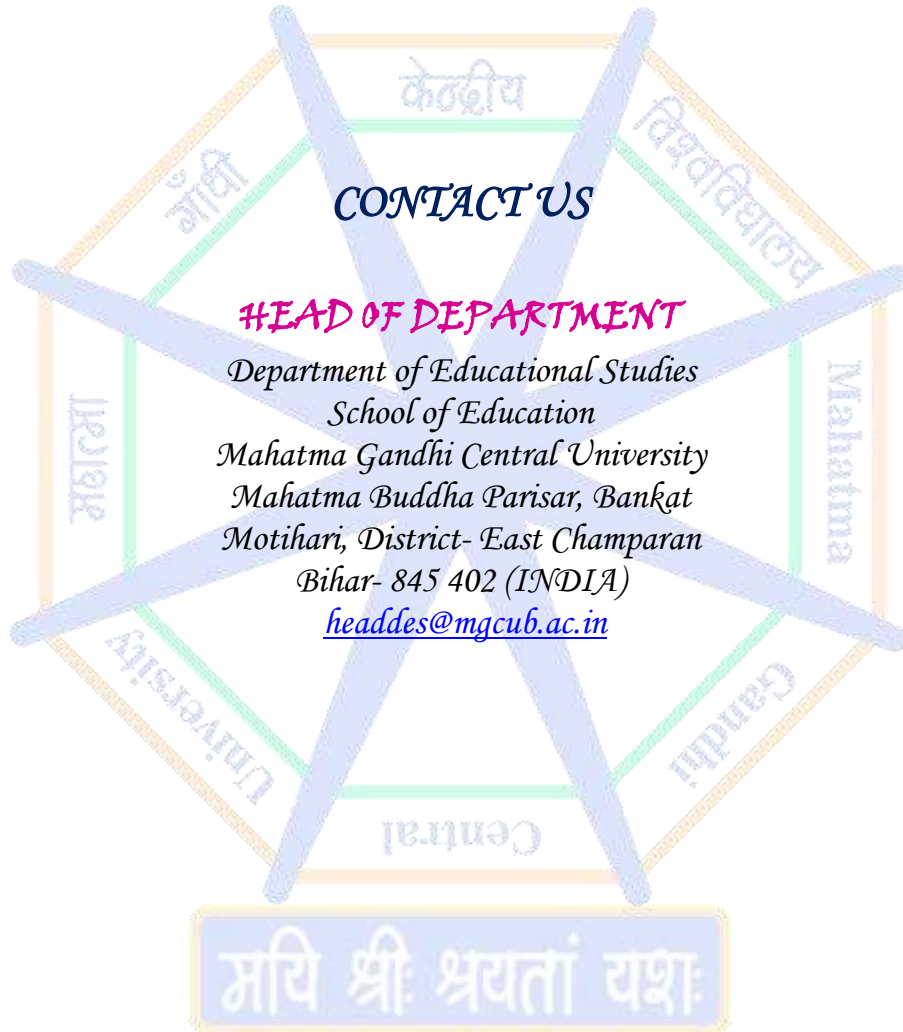 CONTACT US
HEAD OF DEPARTMENT
Department of Educational Studies
School of Education
Mahatma Gandhi Central University
Mahatma Buddha Parisar, Bankat
Motihari, District- East Champaran
Bihar- 845 402 (INDIA)
headdes@mgcub.ac.in
महात्मा
गाँधी
केन्द्रीय
विश्वविद्यालय
Mahatma
Gandhi
Central
University
मयि श्रीः श्रयतां यशः